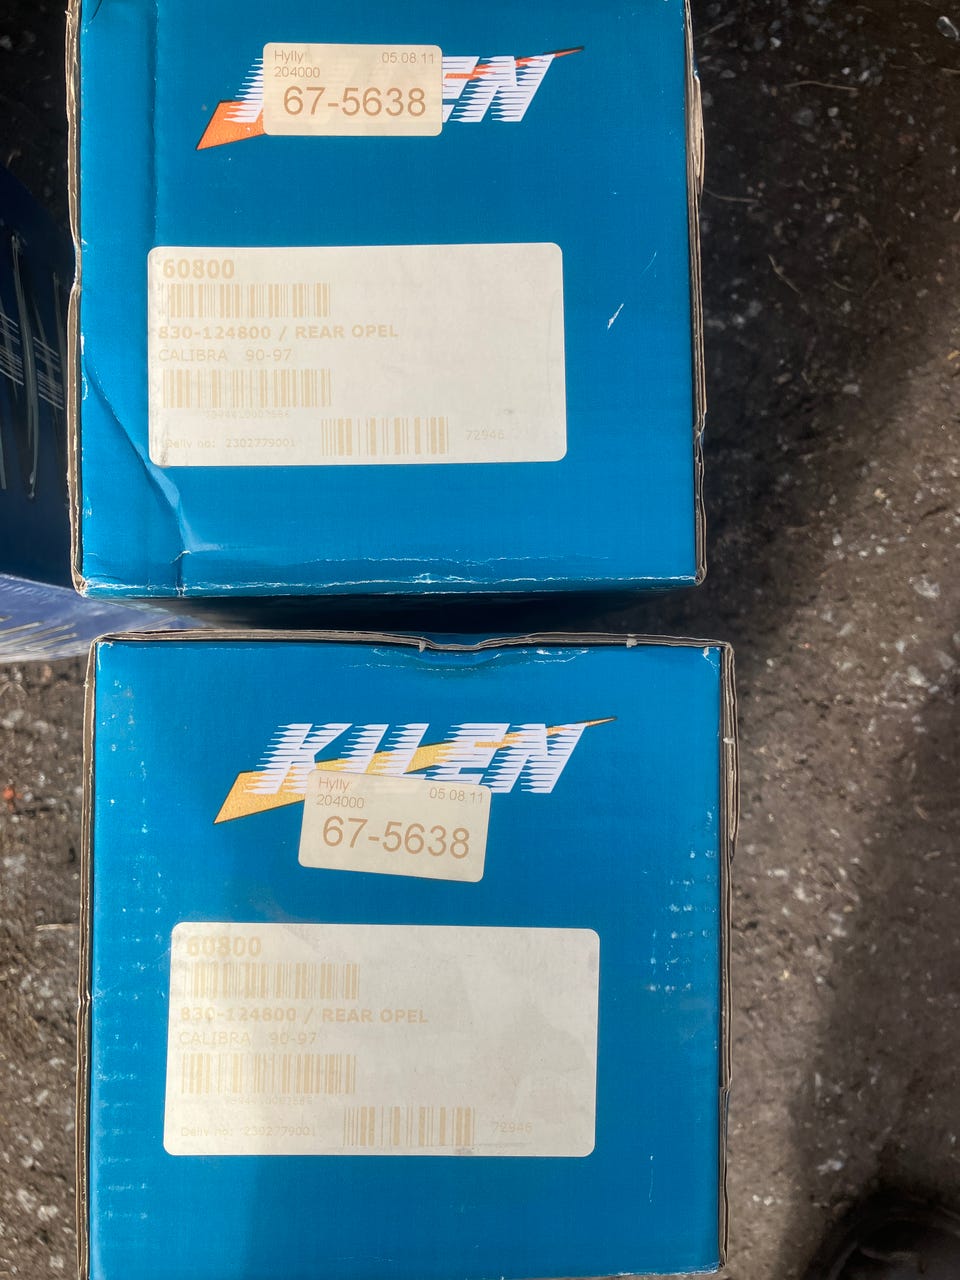 Hylly 05.08.11
204000
67-5638
60800
830-124800 / REAR OPEL
CALIBRA 90-97
Deliv no: 2302779001
72946
KILEN
Hylly 05.08.11
204000
67-5638
60800
830-124800 / REAR OPEL
CALIBRA 90-97
Deliv no: 2302779001
72946